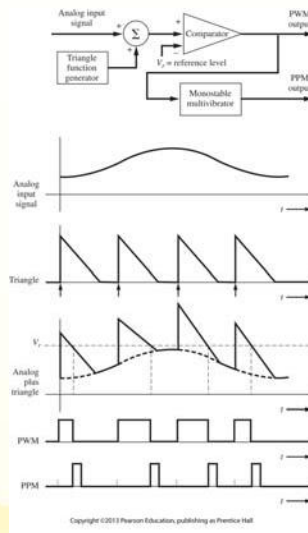 Analog input
signal
+
Σ
+
+
Comparator
−
PWM
output
Triangle
function
generator
Vr = reference level
Monostable
multivibrator
PPM
output
Analog
input
signal
t
Triangle
t
Vr
Analog
plus
triangle
t
PWM
t
PPM
t
Copyright ©2013 Pearson Education, publishing as Prentice Hall